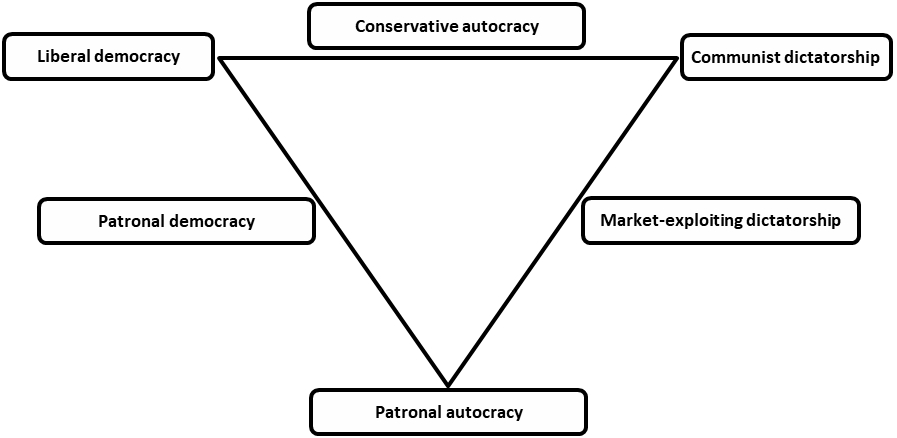 Conservative autocracy
Liberal democracy
Communist dictatorship
Patronal democracy
Market-exploiting dictatorship
Patronal autocracy